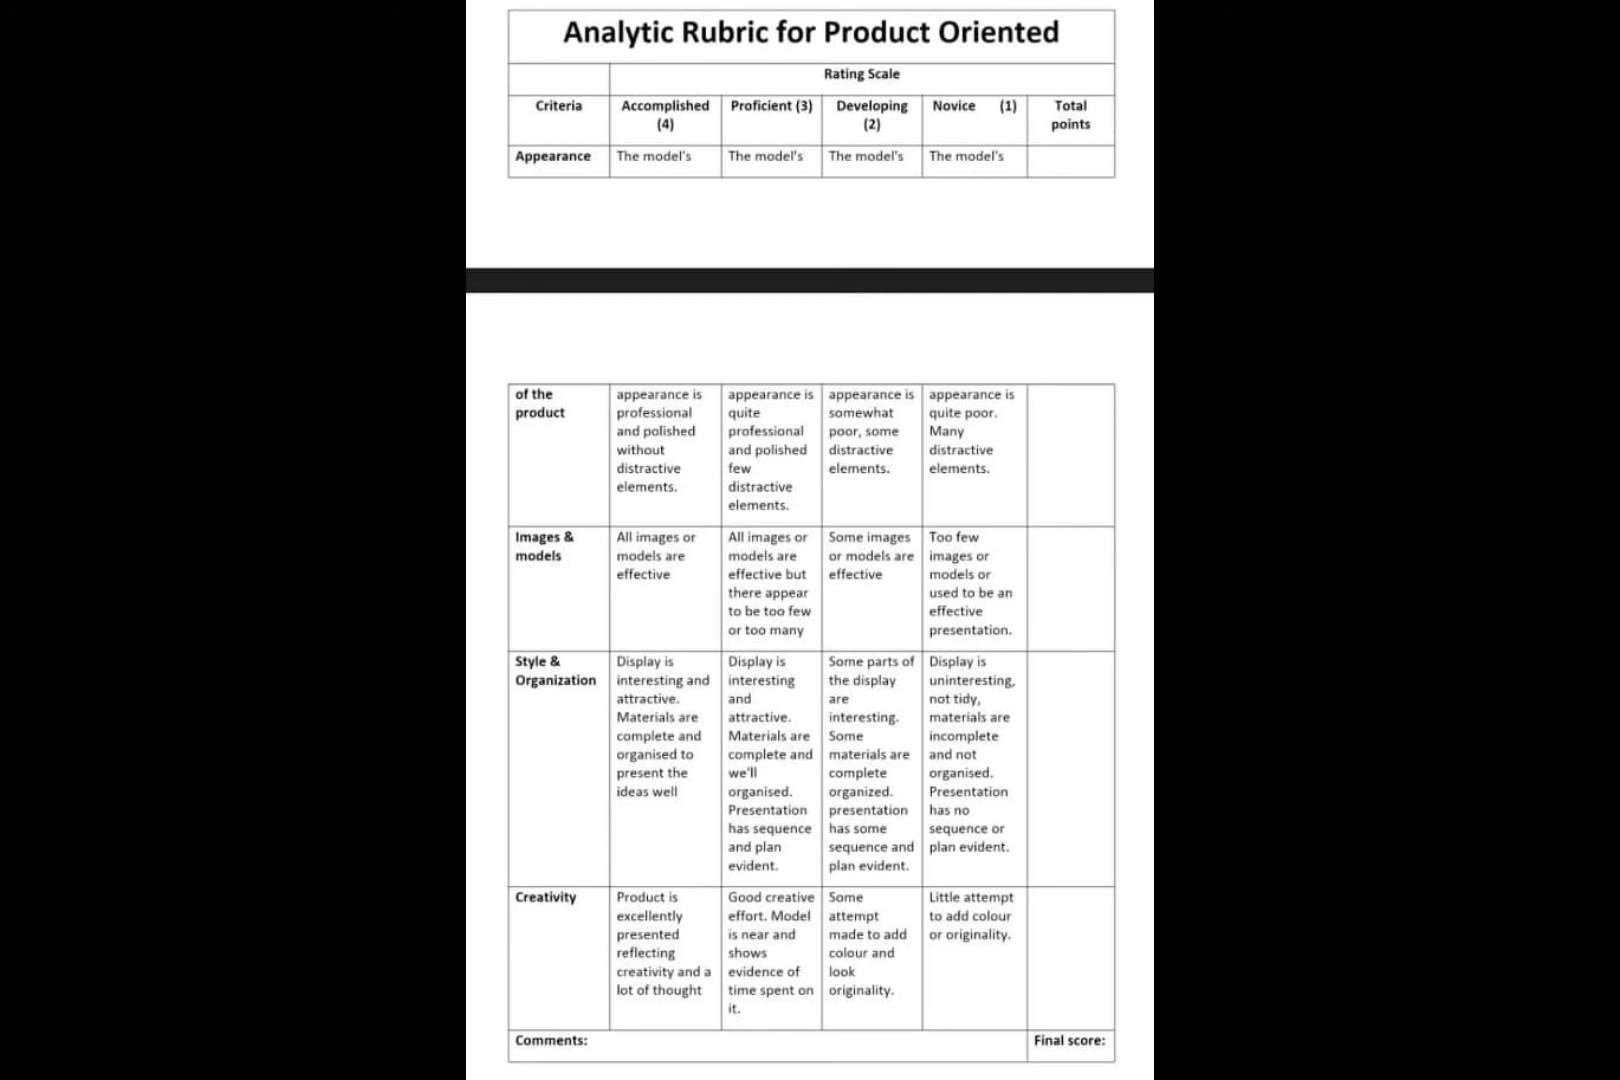 Analytic Rubric for Product Oriented
Rating Scale
Criteria
Accomplished
(4)
Proficient (3)
Developing
(2)
Novice (1)
Total
points
Appearance
The model's
The model's
The model's
The model's
of the
product
appearance is
professional
and polished
without
distractive
elements.
appearance is
quite
professional
and polished
few
distractive
elements.
appearance is
somewhat
poor, some
distractive
elements.
appearance is
quite poor.
Many
distractive
elements.
Images &
models
All images or
models are
effective
All images or
models are
effective but
there appear
to be too few
or too many
Some images
or models are
effective
Too few
images or
models or
used to be an
effective
presentation.
Style &
Organization
Display is
interesting and
attractive.
Materials are
complete and
organised to
present the
ideas well
Display is
interesting
and
attractive.
Materials are
complete and
we'll
organised.
Presentation
has sequence
and plan
evident.
Some parts of
the display
are
interesting.
Some
materials are
complete
organized.
presentation
has some
sequence and
plan evident.
Display is
uninteresting,
not tidy,
materials are
incomplete
and not
organised.
Presentation
has no
sequence or
plan evident.
Creativity
Product is
excellently
presented
reflecting
creativity and a
lot of thought
Good creative
effort. Model
is near and
shows
evidence of
time spent on
it.
Some
attempt
made to add
colour and
look
originality.
Little attempt
to add colour
or originality.
Comments:
Final score: